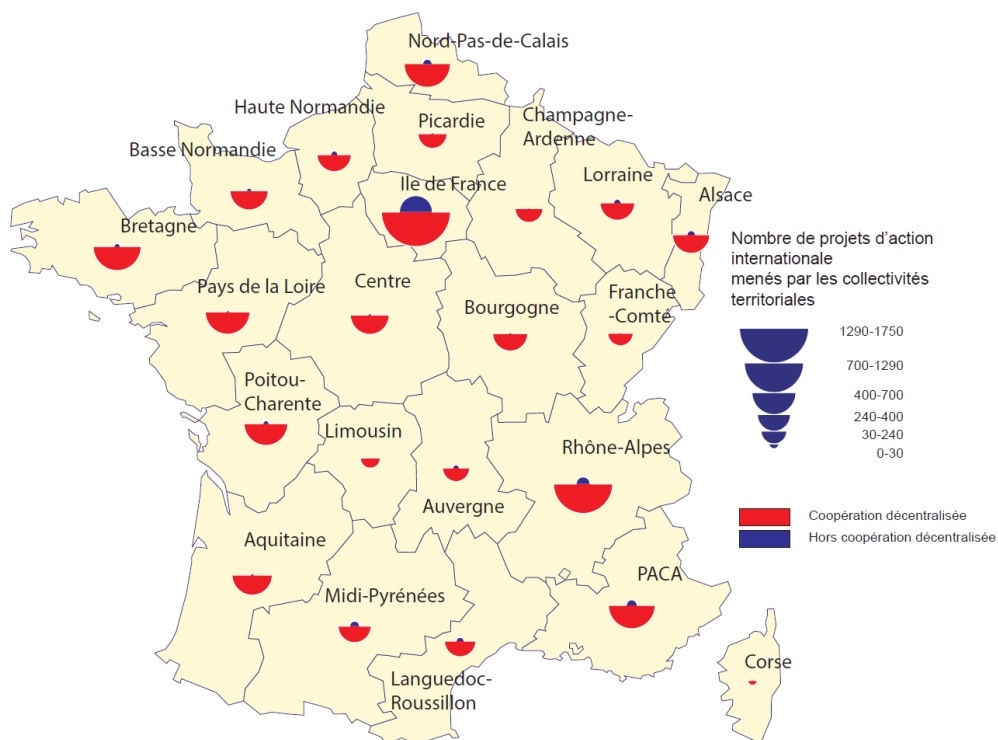 Nord-Pas-de-Calais
Haute Normandie
Picardie
Champagne-
Ardenne
Basse Normandie
Ile de France
Lorraine
Alsace
Bretagne
Pays de la Loire
Centre
Bourgogne
Franche
-Comté
Poitou-
Charente
Limousin
Auvergne
Rhône-Alpes
Aquitaine
Midi-Pyrénées
PACA
Languedoc-
Roussillon
Corse
Nombre de projets d’action
internationale
menés par les collectivités
territoriales
1290-1750
700-1290
400-700
240-400
30-240
0-30
Coopération décentralisée
Hors coopération décentralisée